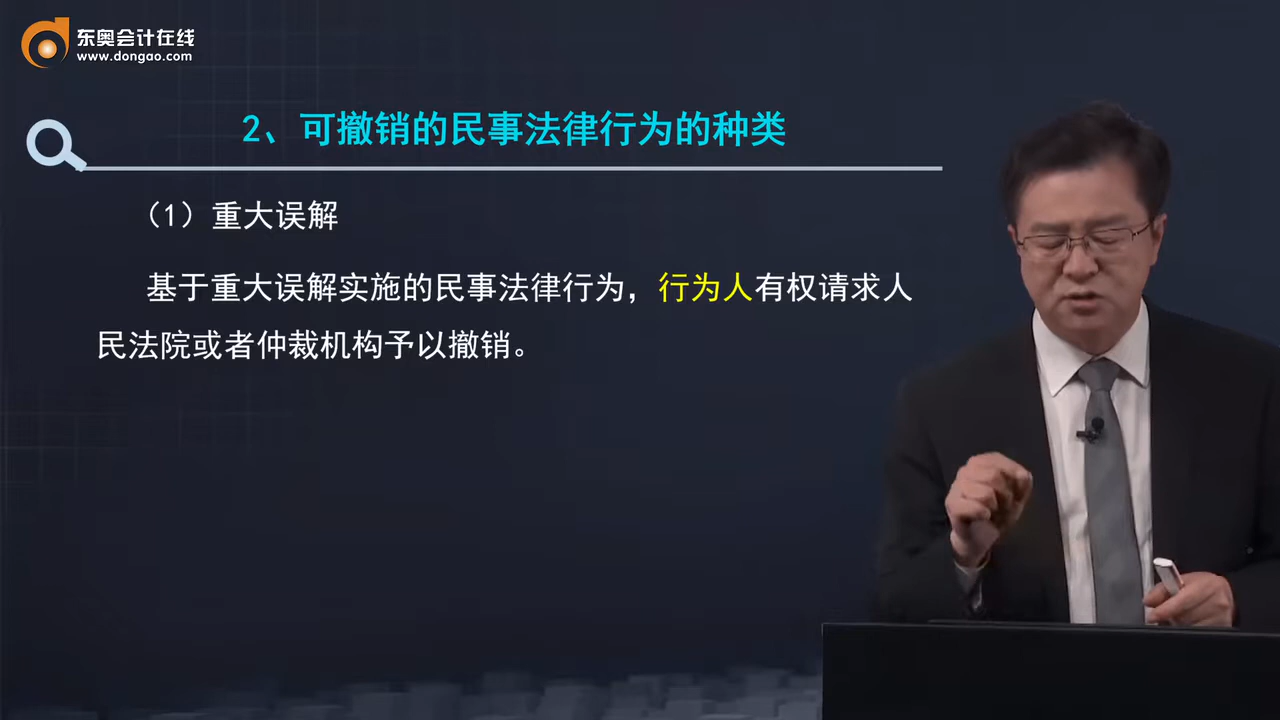 东奥会计在线
www.dongao.com
2、可撤销的民事法律行为的种类
（1）重大误解
基于重大误解实施的民事法律行为，行为人有权请求人
民法院或者仲裁机构予以撤销。